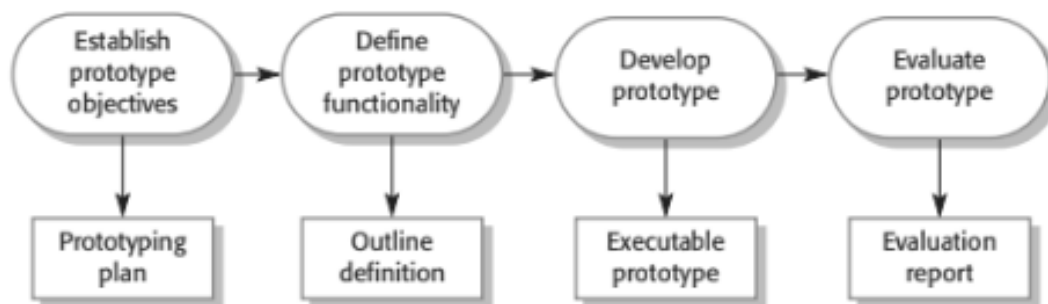 Establish
prototype
objectives
Define
prototype
functionality
Develop
prototype
Evaluate
prototype
Prototyping
plan
Outline
definition
Executable
prototype
Evaluation
report